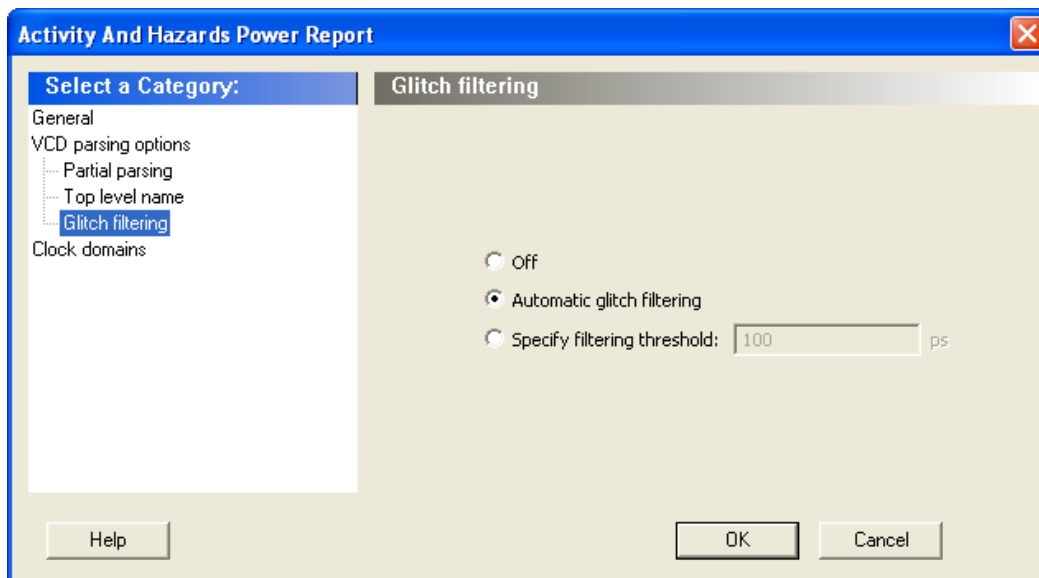 Activity And Hazards Power Report
Select a Category:
General
VCD parsing options
Partial parsing
Top level name
Glitch filtering
Clock domains
Glitch filtering
Off
Automatic glitch filtering
Specify filtering threshold: 100 ps
Help
OK
Cancel